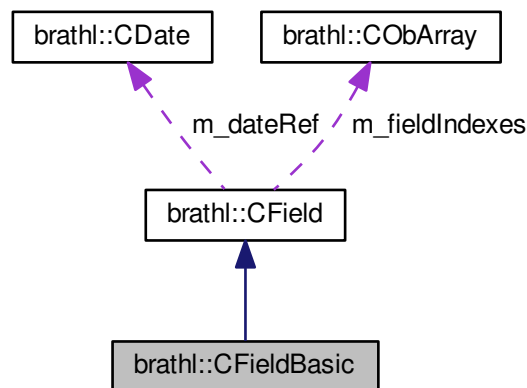 brathl::CDate
brathl::CObArray
m_dateRef
m_fieldIndexes
brathl::CField
brathl::CFieldBasic